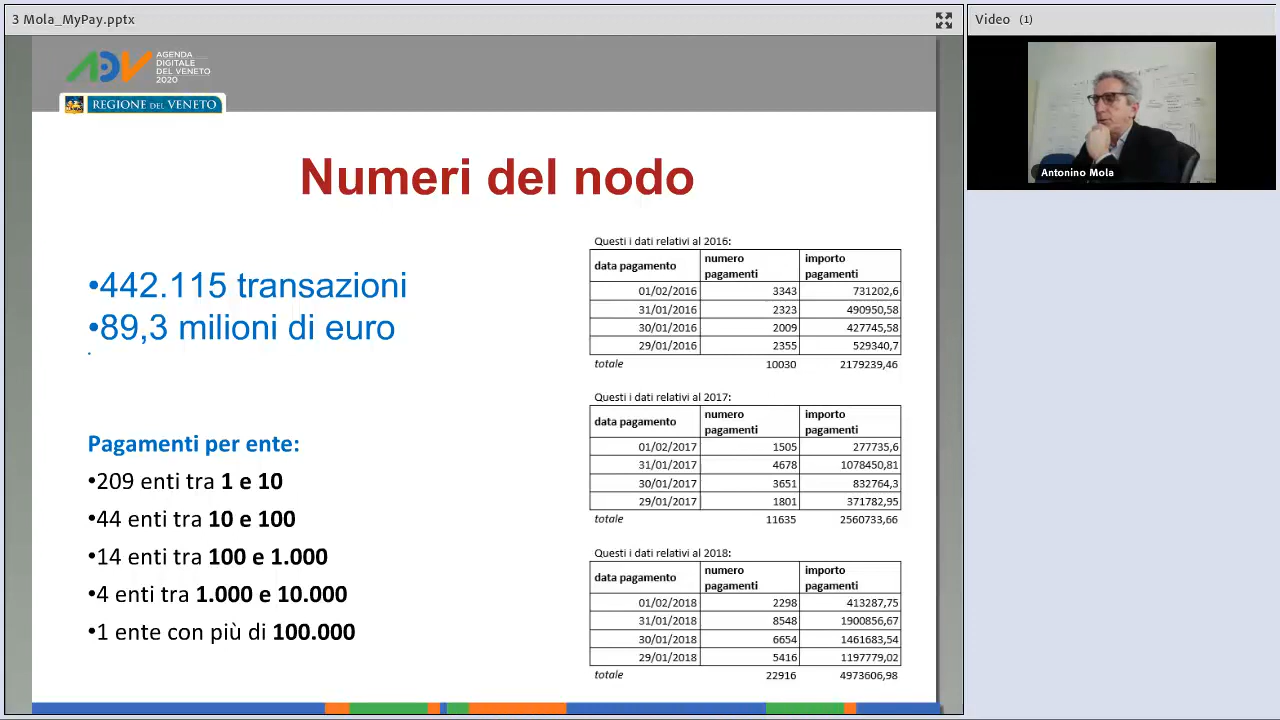 3 Mola_MyPay.pptx
Video (1)
AGENDA
DIGITALE
DEL VENETO
2020
REGIONE DEL VENETO
Antonino Mola
Numeri del nodo
•442.115 transazioni
•89,3 milioni di euro
•
Pagamenti per ente:
•209 enti tra 1 e 10
•44 enti tra 10 e 100
•14 enti tra 100 e 1.000
•4 enti tra 1.000 e 10.000
•1 ente con più di 100.000
Questi i dati relativi al 2016:
data pagamento numero pagamenti importo pagamenti
01/02/2016 3343 731202,6
31/01/2016 2323 490950,58
30/01/2016 2009 427745,58
29/01/2016 2355 529340,7
totale 10030 2179239,46
Questi i dati relativi al 2017:
data pagamento numero pagamenti importo pagamenti
01/02/2017 1505 277735,6
31/01/2017 4678 1078450,81
30/01/2017 3651 832764,3
29/01/2017 1801 371782,95
totale 11635 2560733,66
Questi i dati relativi al 2018:
data pagamento numero pagamenti importo pagamenti
01/02/2018 2298 413287,75
31/01/2018 8548 1900856,67
30/01/2018 6654 1461683,54
29/01/2018 5416 1197779,02
totale 22916 4973606,98